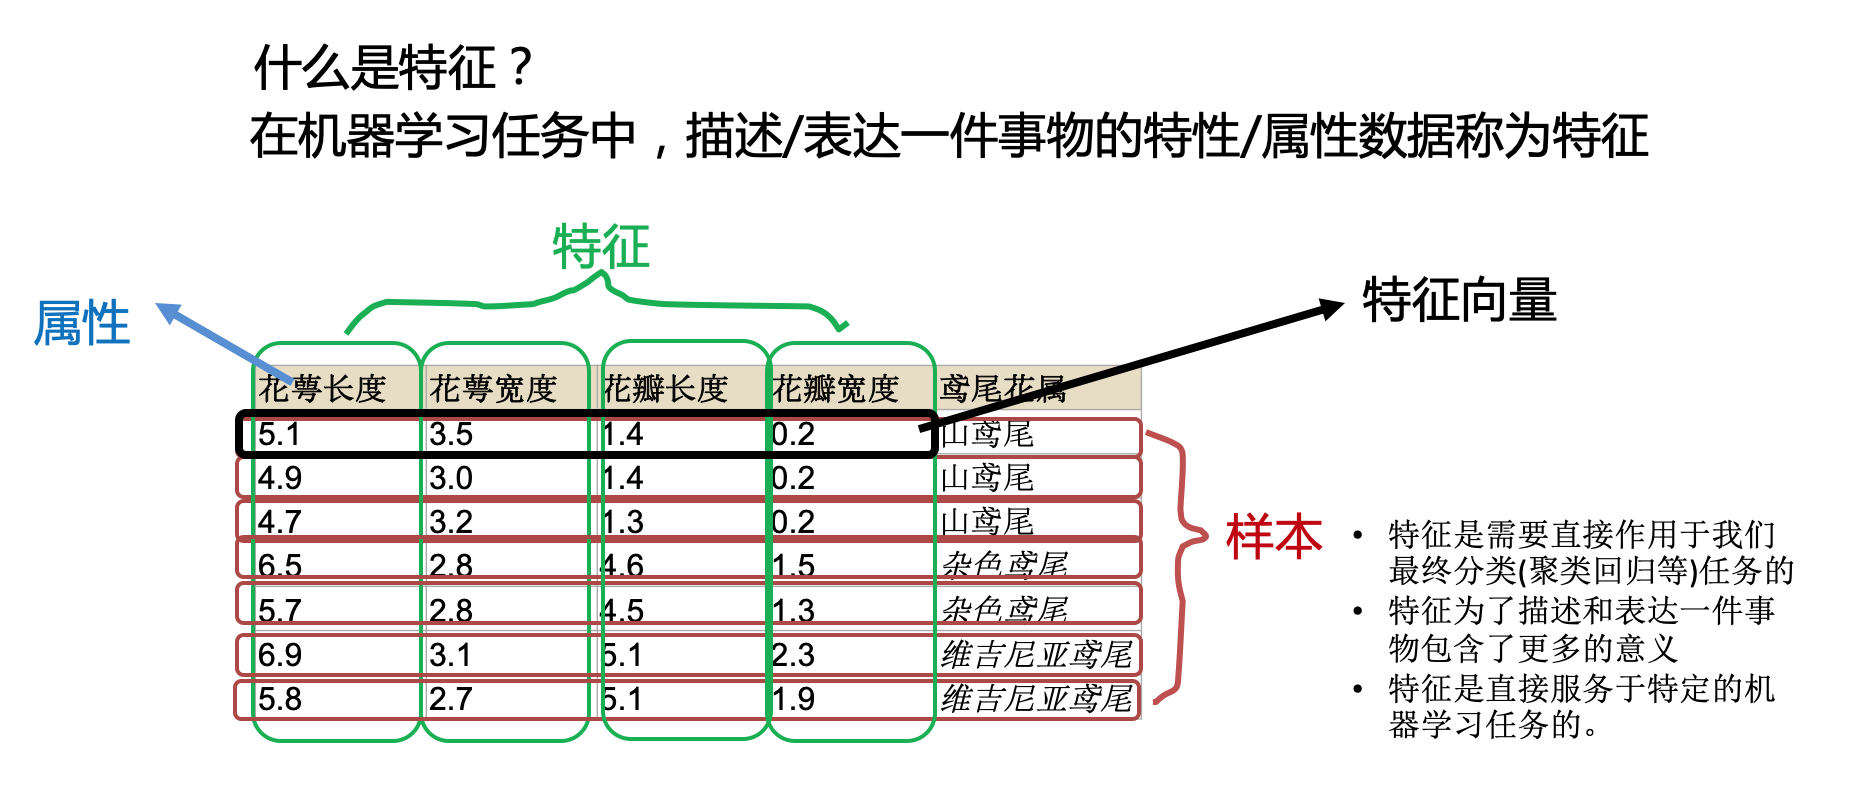 什么是特征？
在机器学习任务中，描述/表达一件事物的特性/属性数据称为特征
特征
属性
特征向量
花萼长度 花萼宽度 花瓣长度 花瓣宽度 鸢尾花属
5.1 3.5 1.4 0.2 山鸢尾
4.9 3.0 1.4 0.2 山鸢尾
4.7 3.2 1.3 0.2 山鸢尾
6.5 2.8 4.6 1.5 杂色鸢尾
5.7 2.8 4.5 1.3 杂色鸢尾
6.9 3.1 5.1 2.3 维吉尼亚鸢尾
5.8 2.7 5.1 1.9 维吉尼亚鸢尾
样本
• 特征是需要直接作用于我们
最终分类(聚类回归等)任务的
• 特征为了描述和表达一件事
物包含了更多的意义
• 特征是直接服务于特定的机
器学习任务的。